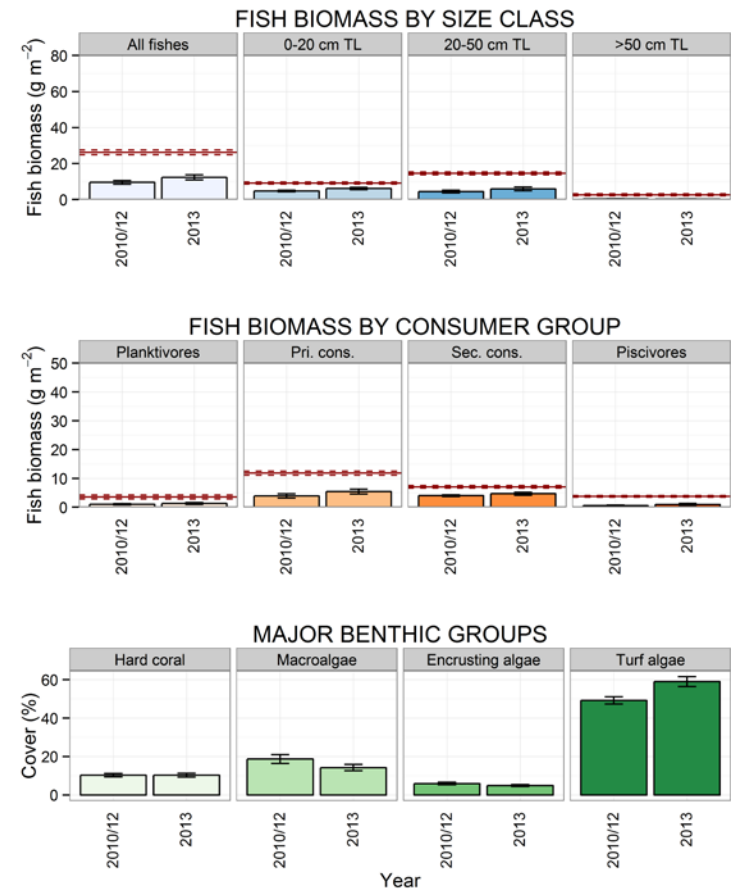 FISH BIOMASS BY SIZE CLASS
All fishes 0-20 cm TL 20-50 cm TL >50 cm TL
Fish biomass (g m⁻²)
80
60
40
20
0
2010/12 2013 2010/12 2013 2010/12 2013 2010/12 2013
FISH BIOMASS BY CONSUMER GROUP
Planktivores Pri. cons. Sec. cons. Piscivores
Fish biomass (g m⁻²)
50
40
30
20
10
0
2010/12 2013 2010/12 2013 2010/12 2013 2010/12 2013
MAJOR BENTHIC GROUPS
Hard coral Macroalgae Encrusting algae Turf algae
Cover (%)
60
40
20
0
2010/12 2013 2010/12 2013 2010/12 2013 2010/12 2013
Year